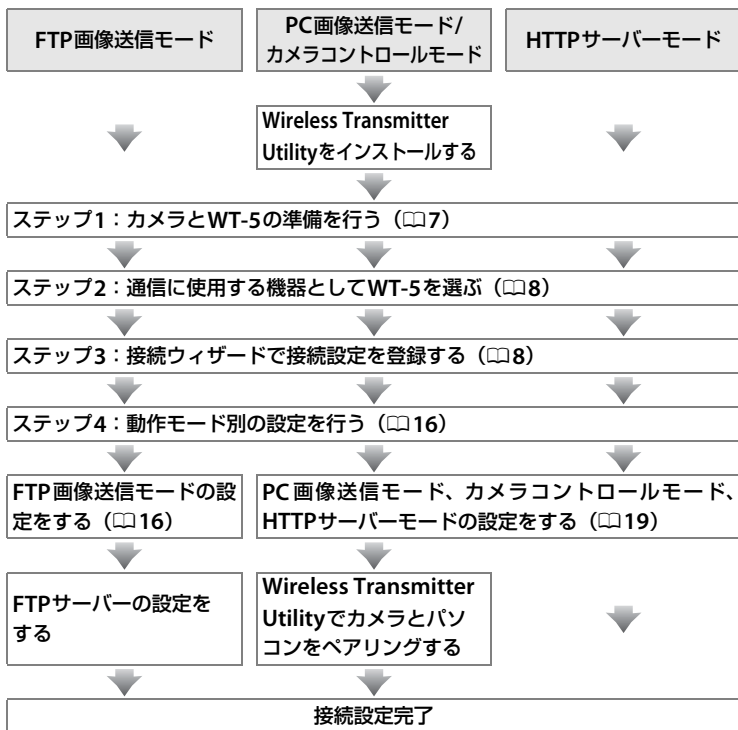 FTP画像送信モード
PC画像送信モード/
カメラコントロールモード
HTTPサーバーモード
Wireless Transmitter
Utilityをインストールする
ステップ1：カメラとWT-5の準備を行う（📖7）
ステップ2：通信に使用する機器としてWT-5を選ぶ（📖8）
ステップ3：接続ウィザードで接続設定を登録する（📖8）
ステップ4：動作モード別の設定を行う（📖16）
FTP画像送信モードの設
定をする（📖16）
PC画像送信モード、カメラコントロールモード、
HTTPサーバーモードの設定をする（📖19）
FTPサーバーの設定を
する
Wireless Transmitter
Utilityでカメラとパソ
コンをペアリングする
接続設定完了